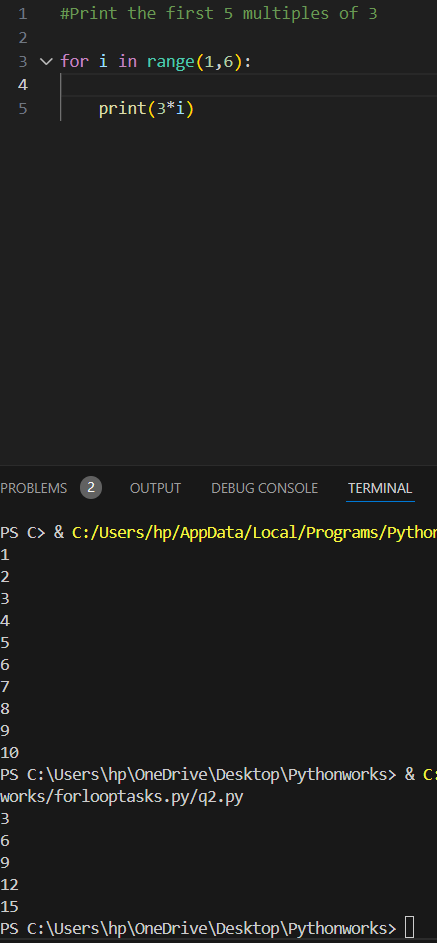 1 #Print the first 5 multiples of 3
2
3 for i in range(1,6):
4
5 print(3*i)
PROBLEMS 2 OUTPUT DEBUG CONSOLE TERMINAL
PS C> & C:/Users/hp/AppData/Local/Programs/Python
1
2
3
4
5
6
7
8
9
10
PS C:\Users\hp\OneDrive\Desktop\Pythonworks> & C:
works/forlooptasks.py/q2.py
3
6
9
12
15
PS C:\Users\hp\OneDrive\Desktop\Pythonworks>